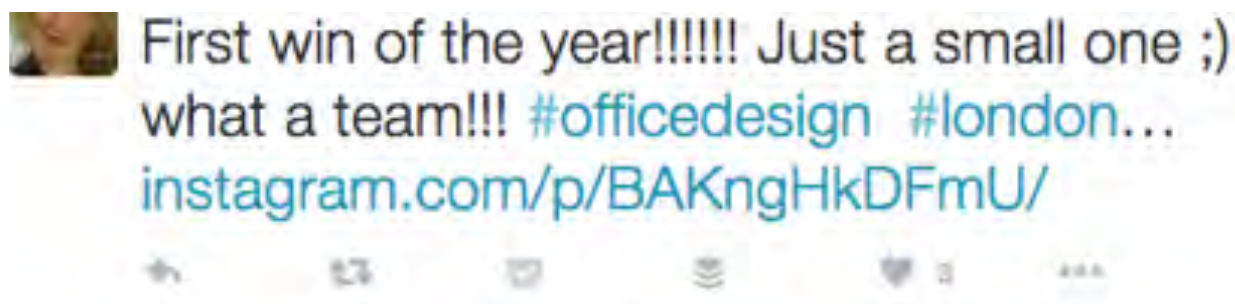 First win of the year!!!!!! Just a small one ;)
what a team!!! #officedesign #london…
instagram.com/p/BAKngHkDFmU/
3